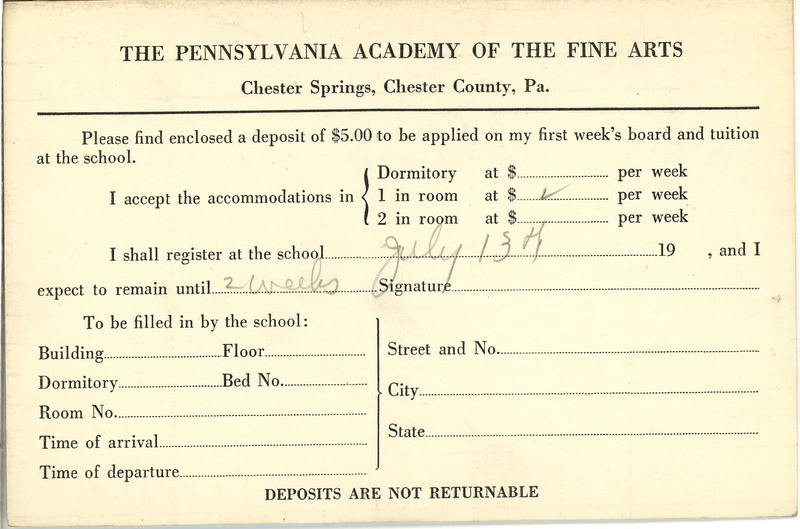 THE PENNSYLVANIA ACADEMY OF THE FINE ARTS
Chester Springs, Chester County, Pa.
Please find enclosed a deposit of $5.00 to be applied on my first week's board and tuition
at the school.
I accept the accommodations in
Dormitory at $ per week
1 in room at $ ✓ per week
2 in room at $ per week
I shall register at the school July 13th 19 , and I
expect to remain until 2 weeks Signature
To be filled in by the school:
Building Floor
Dormitory Bed No.
Room No.
Time of arrival
Time of departure
Street and No.
City
State
DEPOSITS ARE NOT RETURNABLE